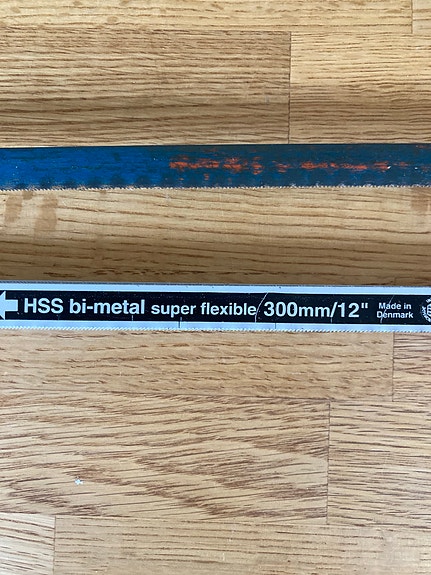 HSS bi-metal super flexible 300mm/12"
Made in
Denmark